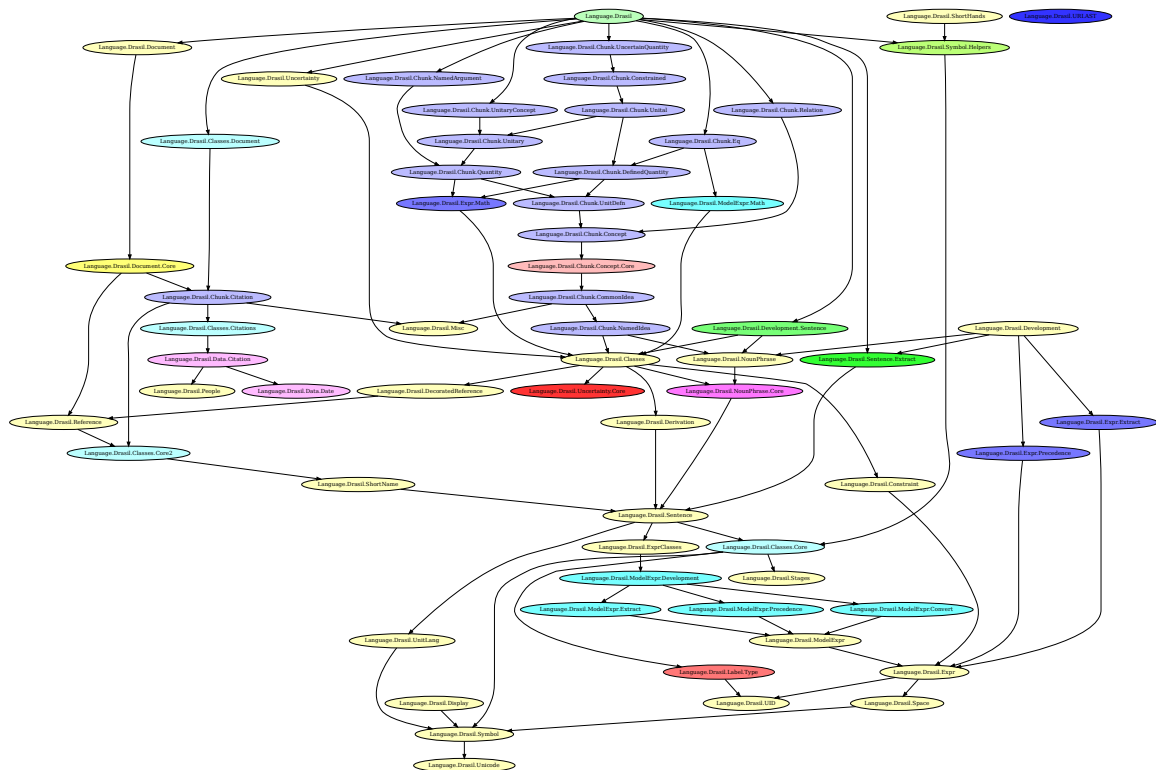 Language.Drasil
Language.Drasil.ShortHands
Language.Drasil.URLAST
Language.Drasil.Document
Language.Drasil.Chunk.UncertainQuantity
Language.Drasil.Symbol.Helpers
Language.Drasil.Uncertainty
Language.Drasil.Chunk.NamedArgument
Language.Drasil.Chunk.Constrained
Language.Drasil.Chunk.UnitaryConcept
Language.Drasil.Chunk.Unital
Language.Drasil.Chunk.Relation
Language.Drasil.Classes.Document
Language.Drasil.Chunk.Unitary
Language.Drasil.Chunk.Eq
Language.Drasil.Chunk.Quantity
Language.Drasil.Chunk.DefinedQuantity
Language.Drasil.Expr.Math
Language.Drasil.Chunk.UnitDefn
Language.Drasil.ModelExpr.Math
Language.Drasil.Chunk.Concept
Language.Drasil.Document.Core
Language.Drasil.Chunk.Concept.Core
Language.Drasil.Chunk.Citation
Language.Drasil.Chunk.CommonIdea
Language.Drasil.Classes.Citations
Language.Drasil.Misc
Language.Drasil.Chunk.NamedIdea
Language.Drasil.Development.Sentence
Language.Drasil.Development
Language.Drasil.Data.Citation
Language.Drasil.Classes
Language.Drasil.NounPhrase
Language.Drasil.Sentence.Extract
Language.Drasil.People
Language.Drasil.Data.Date
Language.Drasil.DecoratedReference
Language.Drasil.Uncertainty.Core
Language.Drasil.NounPhrase.Core
Language.Drasil.Reference
Language.Drasil.Derivation
Language.Drasil.Expr.Extract
Language.Drasil.Classes.Core2
Language.Drasil.Expr.Precedence
Language.Drasil.ShortName
Language.Drasil.Constraint
Language.Drasil.Sentence
Language.Drasil.ExprClasses
Language.Drasil.Classes.Core
Language.Drasil.ModelExpr.Development
Language.Drasil.Stages
Language.Drasil.ModelExpr.Extract
Language.Drasil.ModelExpr.Precedence
Language.Drasil.ModelExpr.Convert
Language.Drasil.UnitLang
Language.Drasil.ModelExpr
Language.Drasil.Label.Type
Language.Drasil.Expr
Language.Drasil.Display
Language.Drasil.UID
Language.Drasil.Space
Language.Drasil.Symbol
Language.Drasil.Unicode